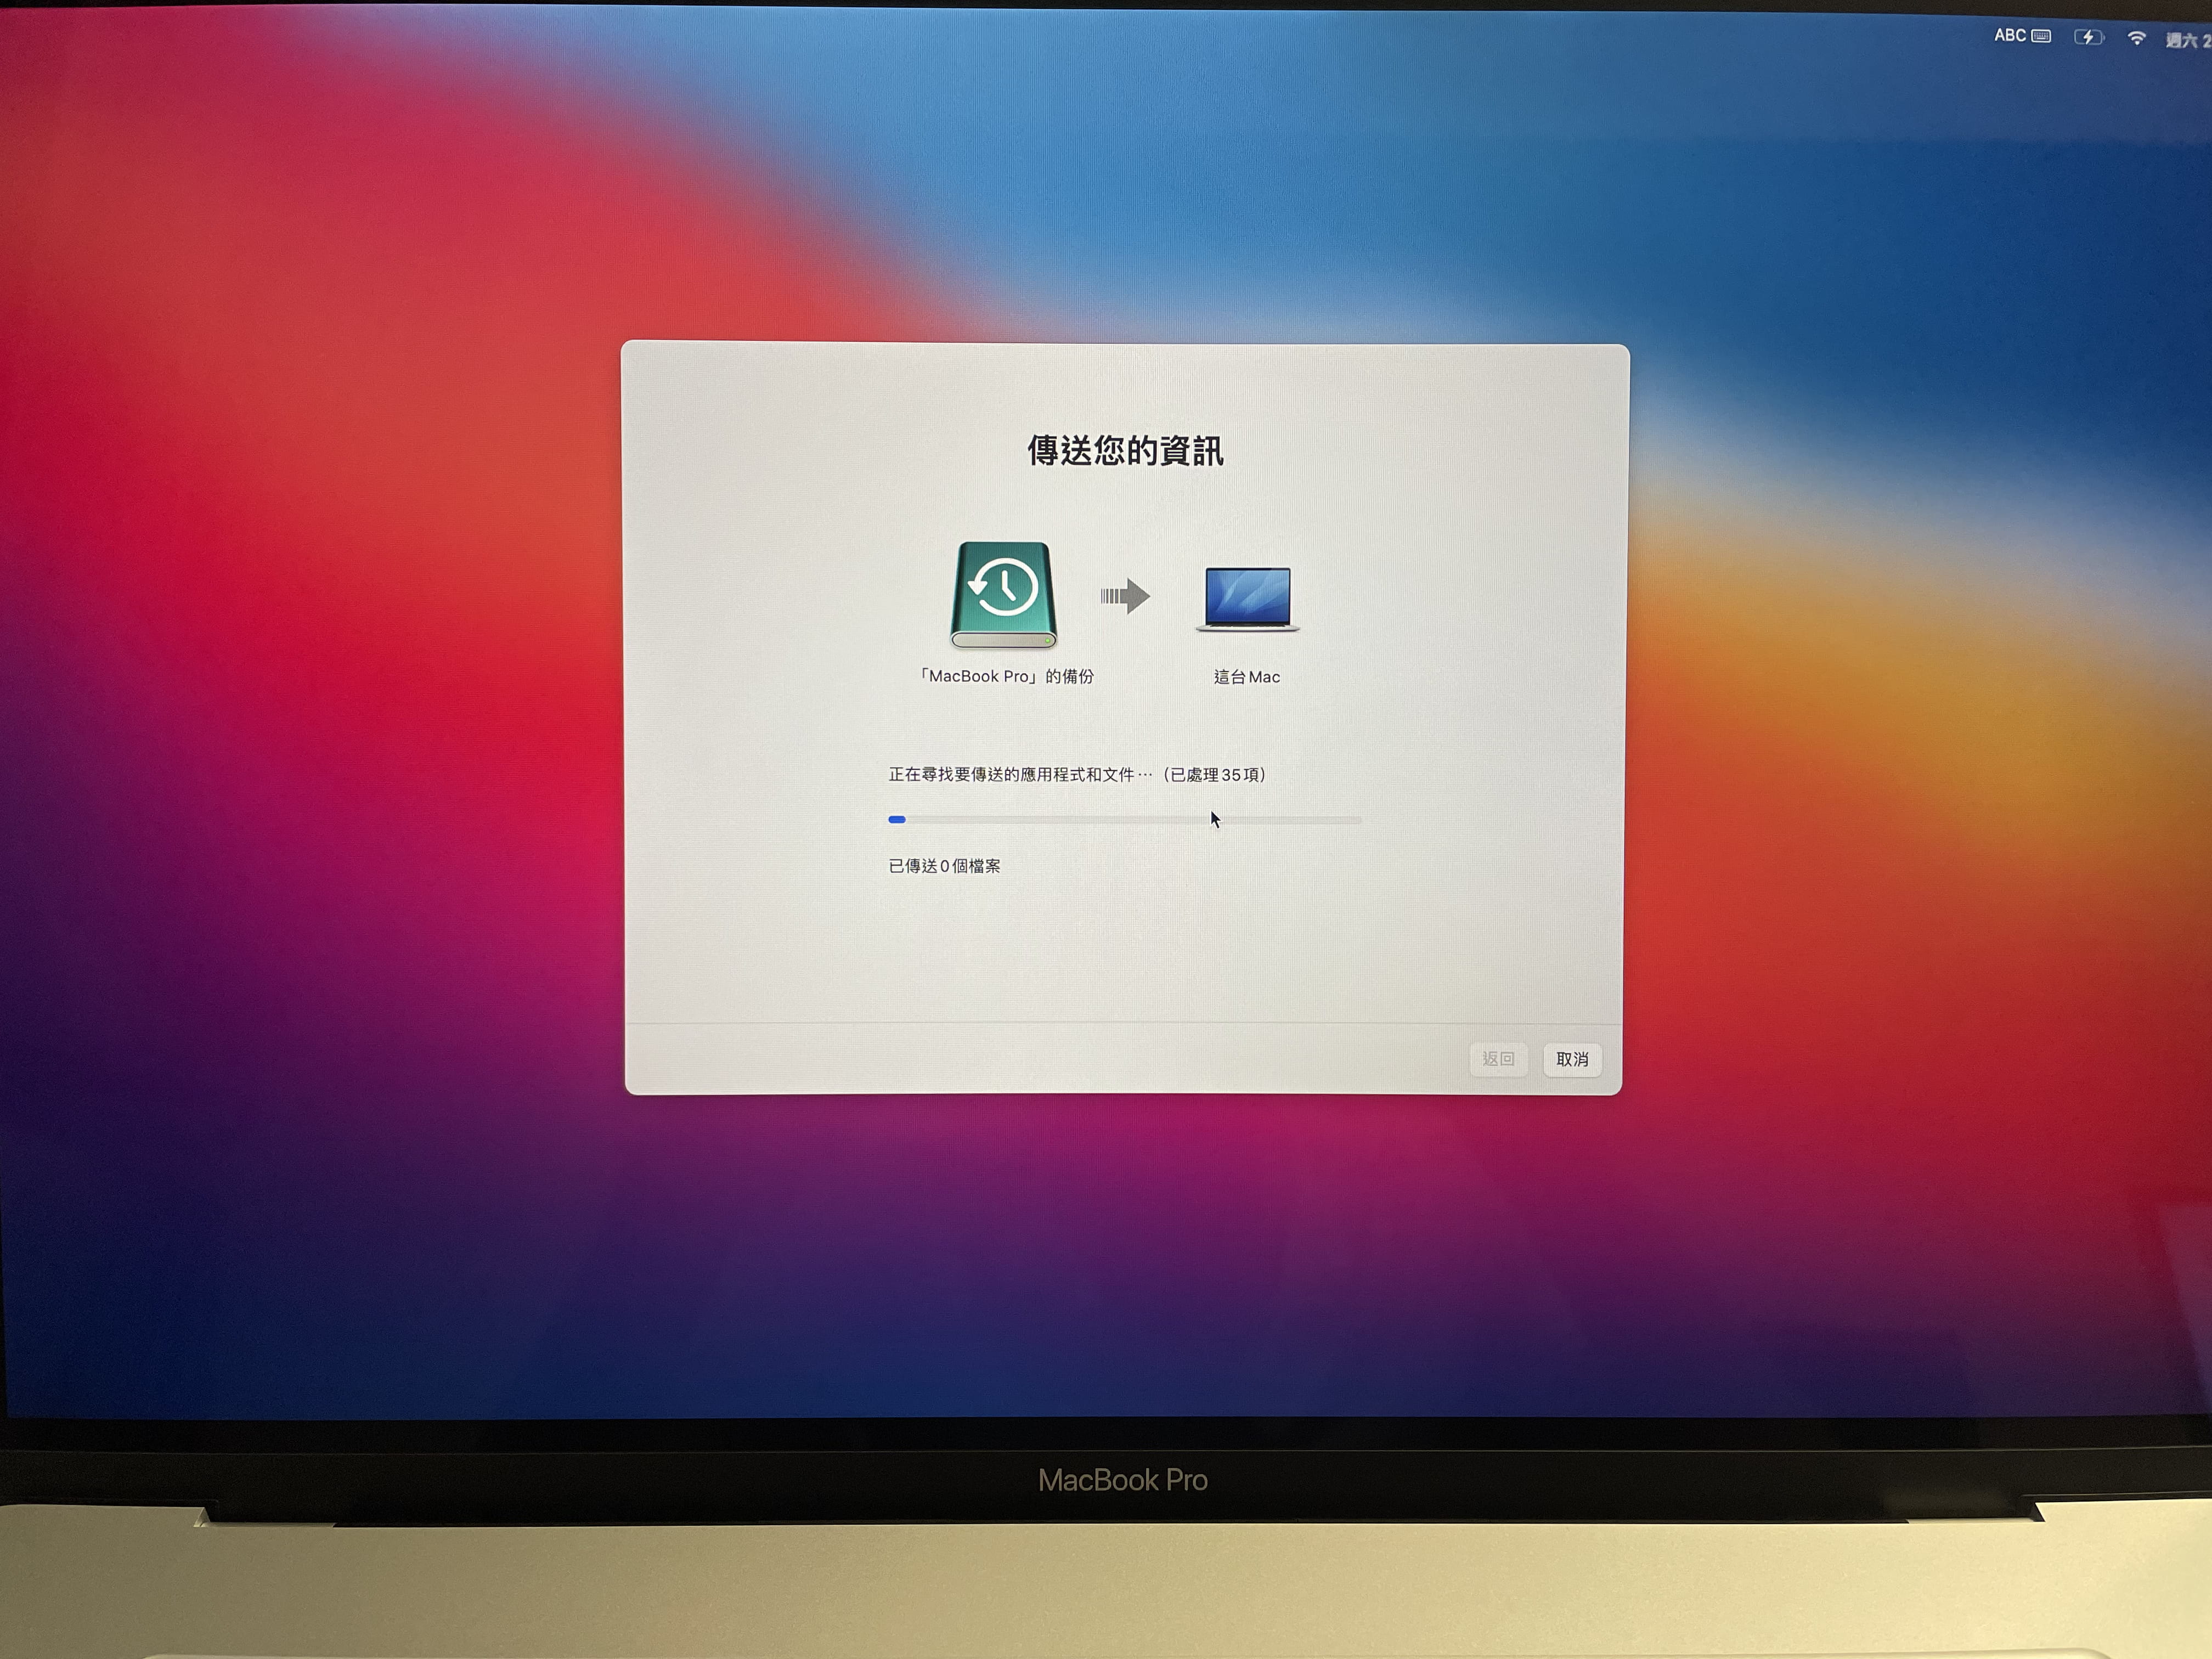 ABC 週六 2
傳送您的資訊
「MacBook Pro」的備份 這台 Mac
正在尋找要傳送的應用程式和文件⋯（已處理 35 項）
已傳送 0 個檔案
返回 取消
MacBook Pro